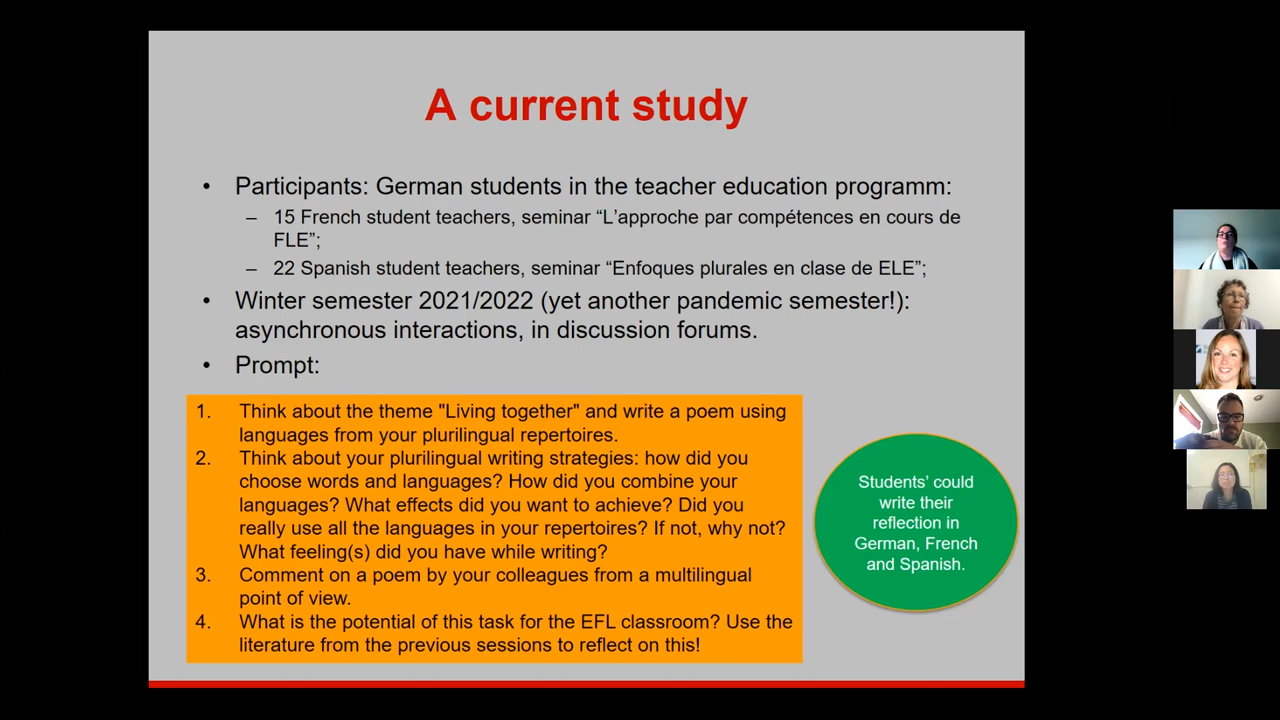 A current study
• Participants: German students in the teacher education programm:
– 15 French student teachers, seminar “L’approche par compétences en cours de
FLE”;
– 22 Spanish student teachers, seminar “Enfoques plurales en clase de ELE”;
• Winter semester 2021/2022 (yet another pandemic semester!):
asynchronous interactions, in discussion forums.
• Prompt:
1. Think about the theme "Living together" and write a poem using
languages from your plurilingual repertoires.
2. Think about your plurilingual writing strategies: how did you
choose words and languages? How did you combine your
languages? What effects did you want to achieve? Did you
really use all the languages in your repertoires? If not, why not?
What feeling(s) did you have while writing?
3. Comment on a poem by your colleagues from a multilingual
point of view.
4. What is the potential of this task for the EFL classroom? Use the
literature from the previous sessions to reflect on this!
Students’ could
write their
reflection in
German, French
and Spanish.